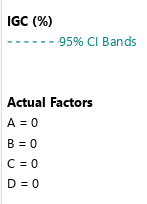 IGC (%)
95% CI Bands
Actual Factors
A = 0
B = 0
C = 0
D = 0